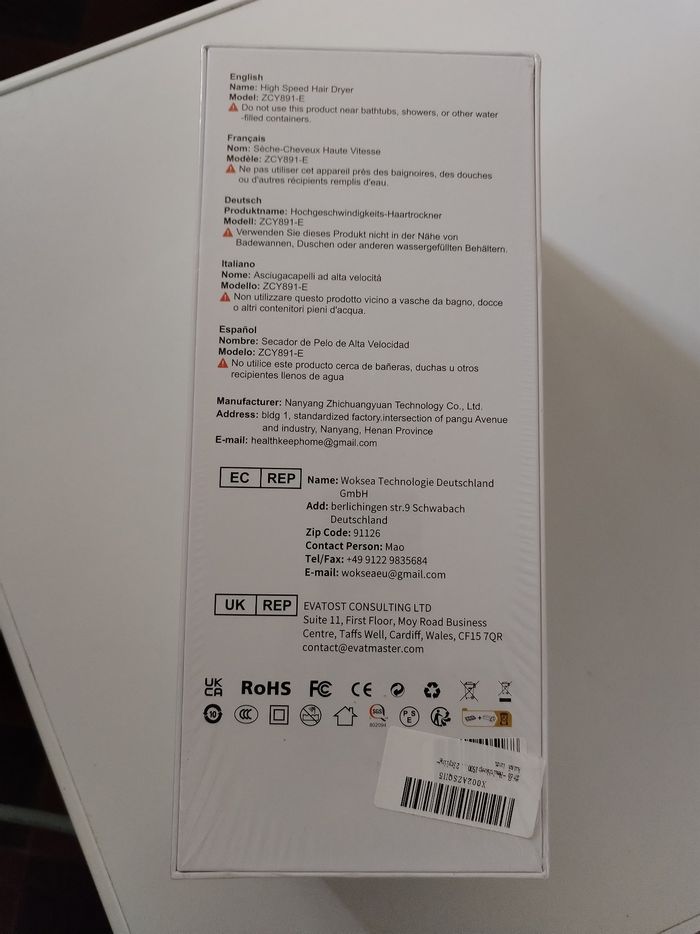 English
Name: High Speed Hair Dryer
Model: ZCY891-E
Do not use this product near bathtubs, showers, or other water
-filled containers.
Français
Nom: Sèche-Cheveux Haute Vitesse
Modèle: ZCY891-E
Ne pas utiliser cet appareil près des baignoires, des douches
ou d'autres récipients remplis d'eau.
Deutsch
Produktname: Hochgeschwindigkeits-Haartrockner
Modell: ZCY891-E
Verwenden Sie dieses Produkt nicht in der Nähe von
Badewannen, Duschen oder anderen wassergefüllten Behältern.
Italiano
Nome: Asciugacapelli ad alta velocità
Modello: ZCY891-E
Non utilizzare questo prodotto vicino a vasche da bagno, docce
o altri contenitori pieni d'acqua.
Español
Nombre: Secador de Pelo de Alta Velocidad
Modelo: ZCY891-E
No utilice este producto cerca de bañeras, duchas u otros
recipientes llenos de agua
Manufacturer: Nanyang Zhichuangyuan Technology Co., Ltd.
Address: bldg 1, standardized factory.intersection of pangu Avenue
and industry, Nanyang, Henan Province
E-mail: healthkeephome@gmail.com
EC REP
Name: Woksea Technologie Deutschland
GmbH
Add: berlichingen str.9 Schwabach
Deutschland
Zip Code: 91126
Contact Person: Mao
Tel/Fax: +49 9122 9835684
E-mail: wokseaeu@gmail.com
UK REP
EVATOST CONSULTING LTD
Suite 11, First Floor, Moy Road Business
Centre, Taffs Well, Cardiff, Wales, CF15 7QR
contact@evatmaster.com
UK
CA RoHS FC CE
10 CCC SGS PS
E
802094
X002AZSQ1J5